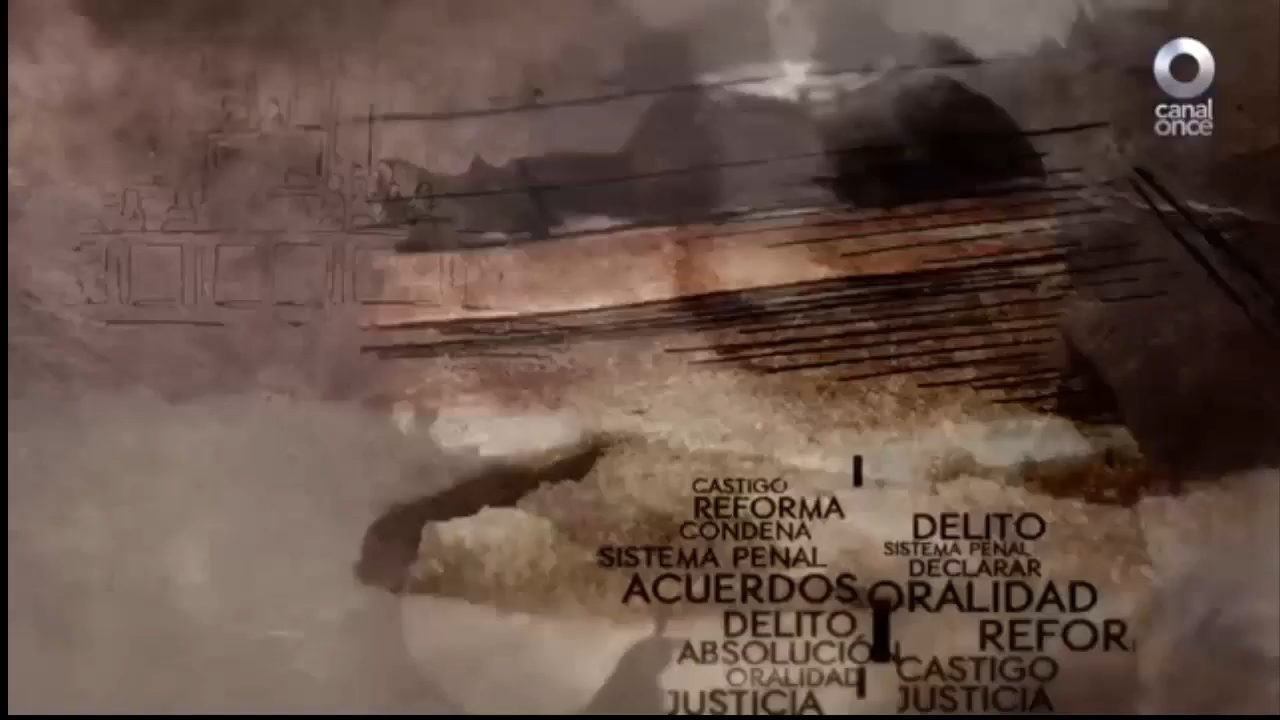 canal
once
CASTIGO
REFORMA
CONDENA
SISTEMA PENAL
ACUERDOS
DELITO
ABSOLUCIÓN
ORALIDAD
JUSTICIA
DELITO
SISTEMA PENAL
DECLARAR
ORALIDAD
REFOR
CASTIGO
JUSTICIA